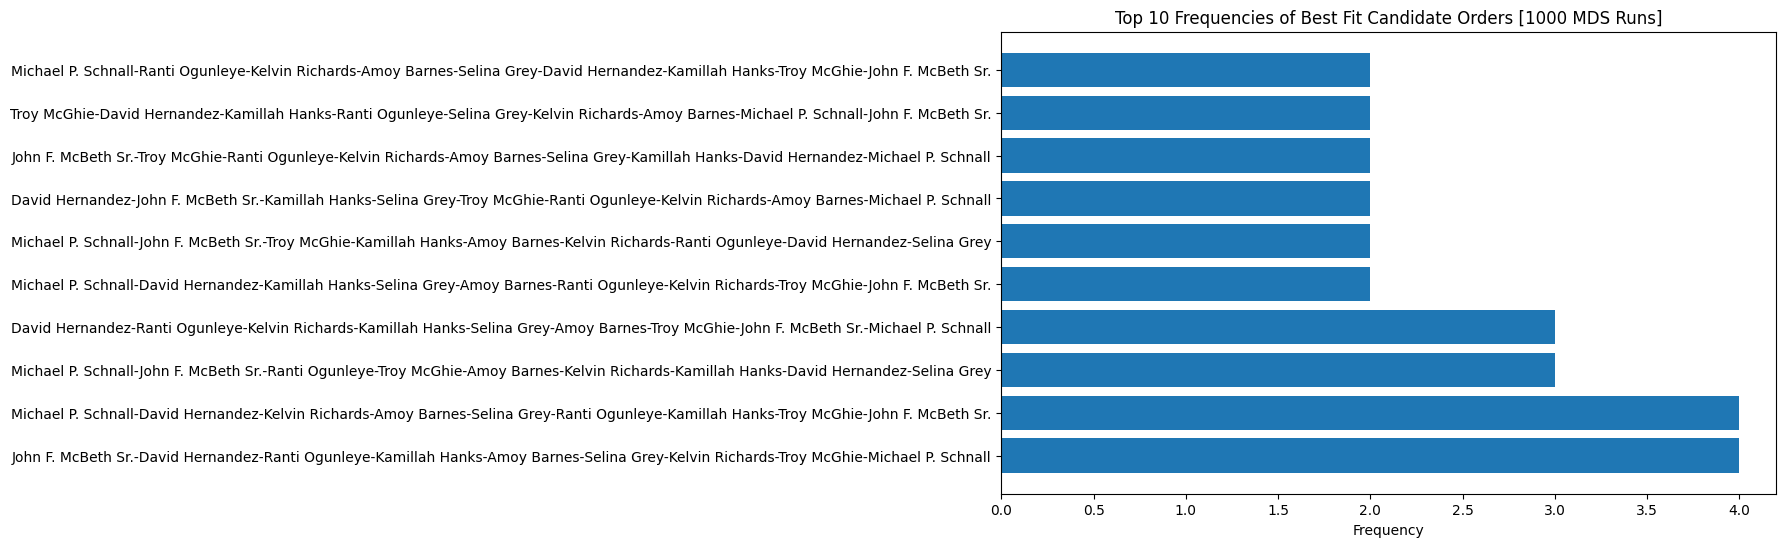 Top 10 Frequencies of Best Fit Candidate Orders [1000 MDS Runs]
Michael P. Schnall-Ranti Ogunleye-Kelvin Richards-Amoy Barnes-Selina Grey-David Hernandez-Kamillah Hanks-Troy McGhie-John F. McBeth Sr.
Troy McGhie-David Hernandez-Kamillah Hanks-Ranti Ogunleye-Selina Grey-Kelvin Richards-Amoy Barnes-Michael P. Schnall-John F. McBeth Sr.
John F. McBeth Sr.-Troy McGhie-Ranti Ogunleye-Kelvin Richards-Amoy Barnes-Selina Grey-Kamillah Hanks-David Hernandez-Michael P. Schnall
David Hernandez-John F. McBeth Sr.-Kamillah Hanks-Selina Grey-Troy McGhie-Ranti Ogunleye-Kelvin Richards-Amoy Barnes-Michael P. Schnall
Michael P. Schnall-John F. McBeth Sr.-Troy McGhie-Kamillah Hanks-Amoy Barnes-Kelvin Richards-Ranti Ogunleye-David Hernandez-Selina Grey
Michael P. Schnall-David Hernandez-Kamillah Hanks-Selina Grey-Amoy Barnes-Ranti Ogunleye-Kelvin Richards-Troy McGhie-John F. McBeth Sr.
David Hernandez-Ranti Ogunleye-Kelvin Richards-Kamillah Hanks-Selina Grey-Amoy Barnes-Troy McGhie-John F. McBeth Sr.-Michael P. Schnall
Michael P. Schnall-John F. McBeth Sr.-Ranti Ogunleye-Troy McGhie-Amoy Barnes-Kelvin Richards-Kamillah Hanks-David Hernandez-Selina Grey
Michael P. Schnall-David Hernandez-Kelvin Richards-Amoy Barnes-Selina Grey-Ranti Ogunleye-Kamillah Hanks-Troy McGhie-John F. McBeth Sr.
John F. McBeth Sr.-David Hernandez-Ranti Ogunleye-Kamillah Hanks-Amoy Barnes-Selina Grey-Kelvin Richards-Troy McGhie-Michael P. Schnall
0.0 0.5 1.0 1.5 2.0 2.5 3.0 3.5 4.0
Frequency